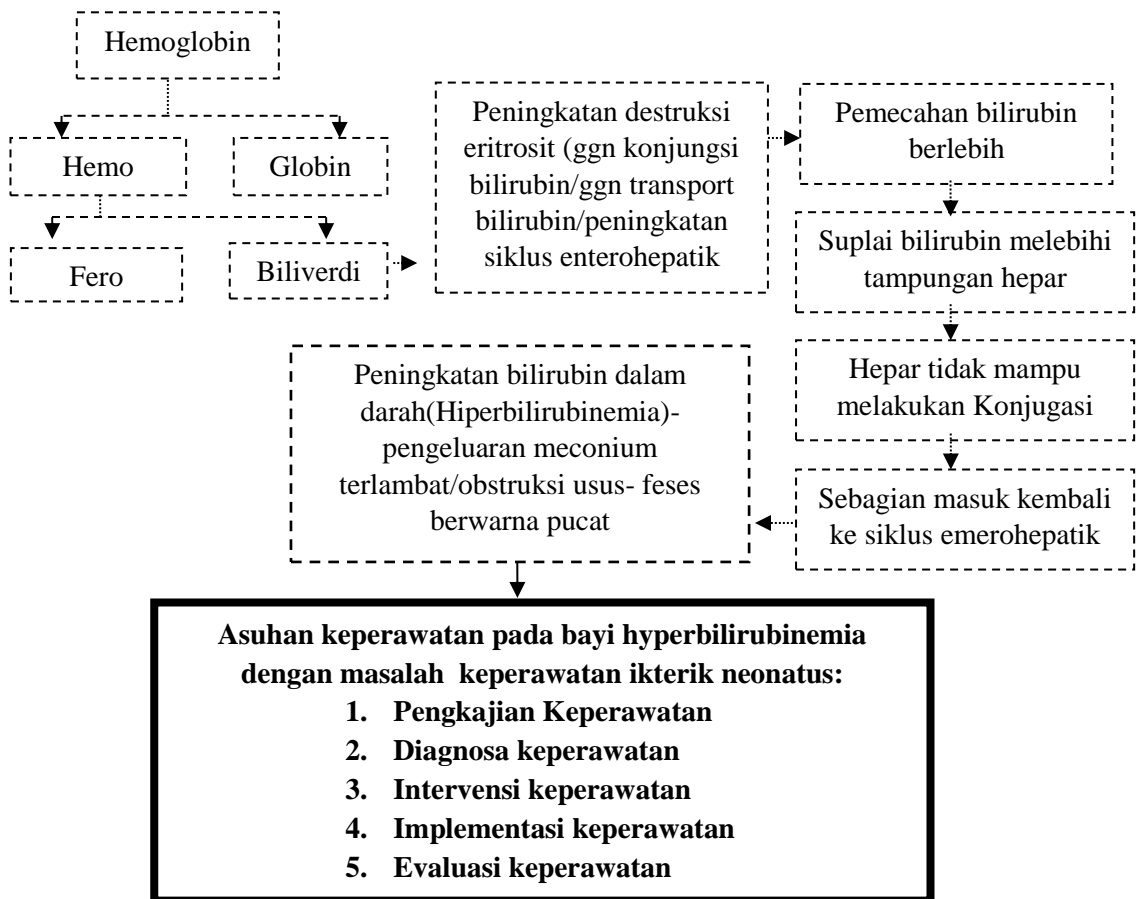 Hemoglobin
Hemo
Globin
Fero
Biliverdi
Peningkatan destruksi
eritrosit (ggn konjungsi
bilirubin/ggn transport
bilirubin/peningkatan
siklus enterohepatik
Pemecahan bilirubin
berlebih
Suplai bilirubin melebihi
tampungan hepar
Hepar tidak mampu
melakukan Konjugasi
Sebagian masuk kembali
ke siklus emerohepatik
Peningkatan bilirubin dalam
darah(Hiperbilirubinemia)-
pengeluaran meconium
terlambat/obstruksi usus- feses
berwarna pucat
Asuhan keperawatan pada bayi hyperbilirubinemia
dengan masalah keperawatan ikterik neonatus:
1. Pengkajian Keperawatan
2. Diagnosa keperawatan
3. Intervensi keperawatan
4. Implementasi keperawatan
5. Evaluasi keperawatan